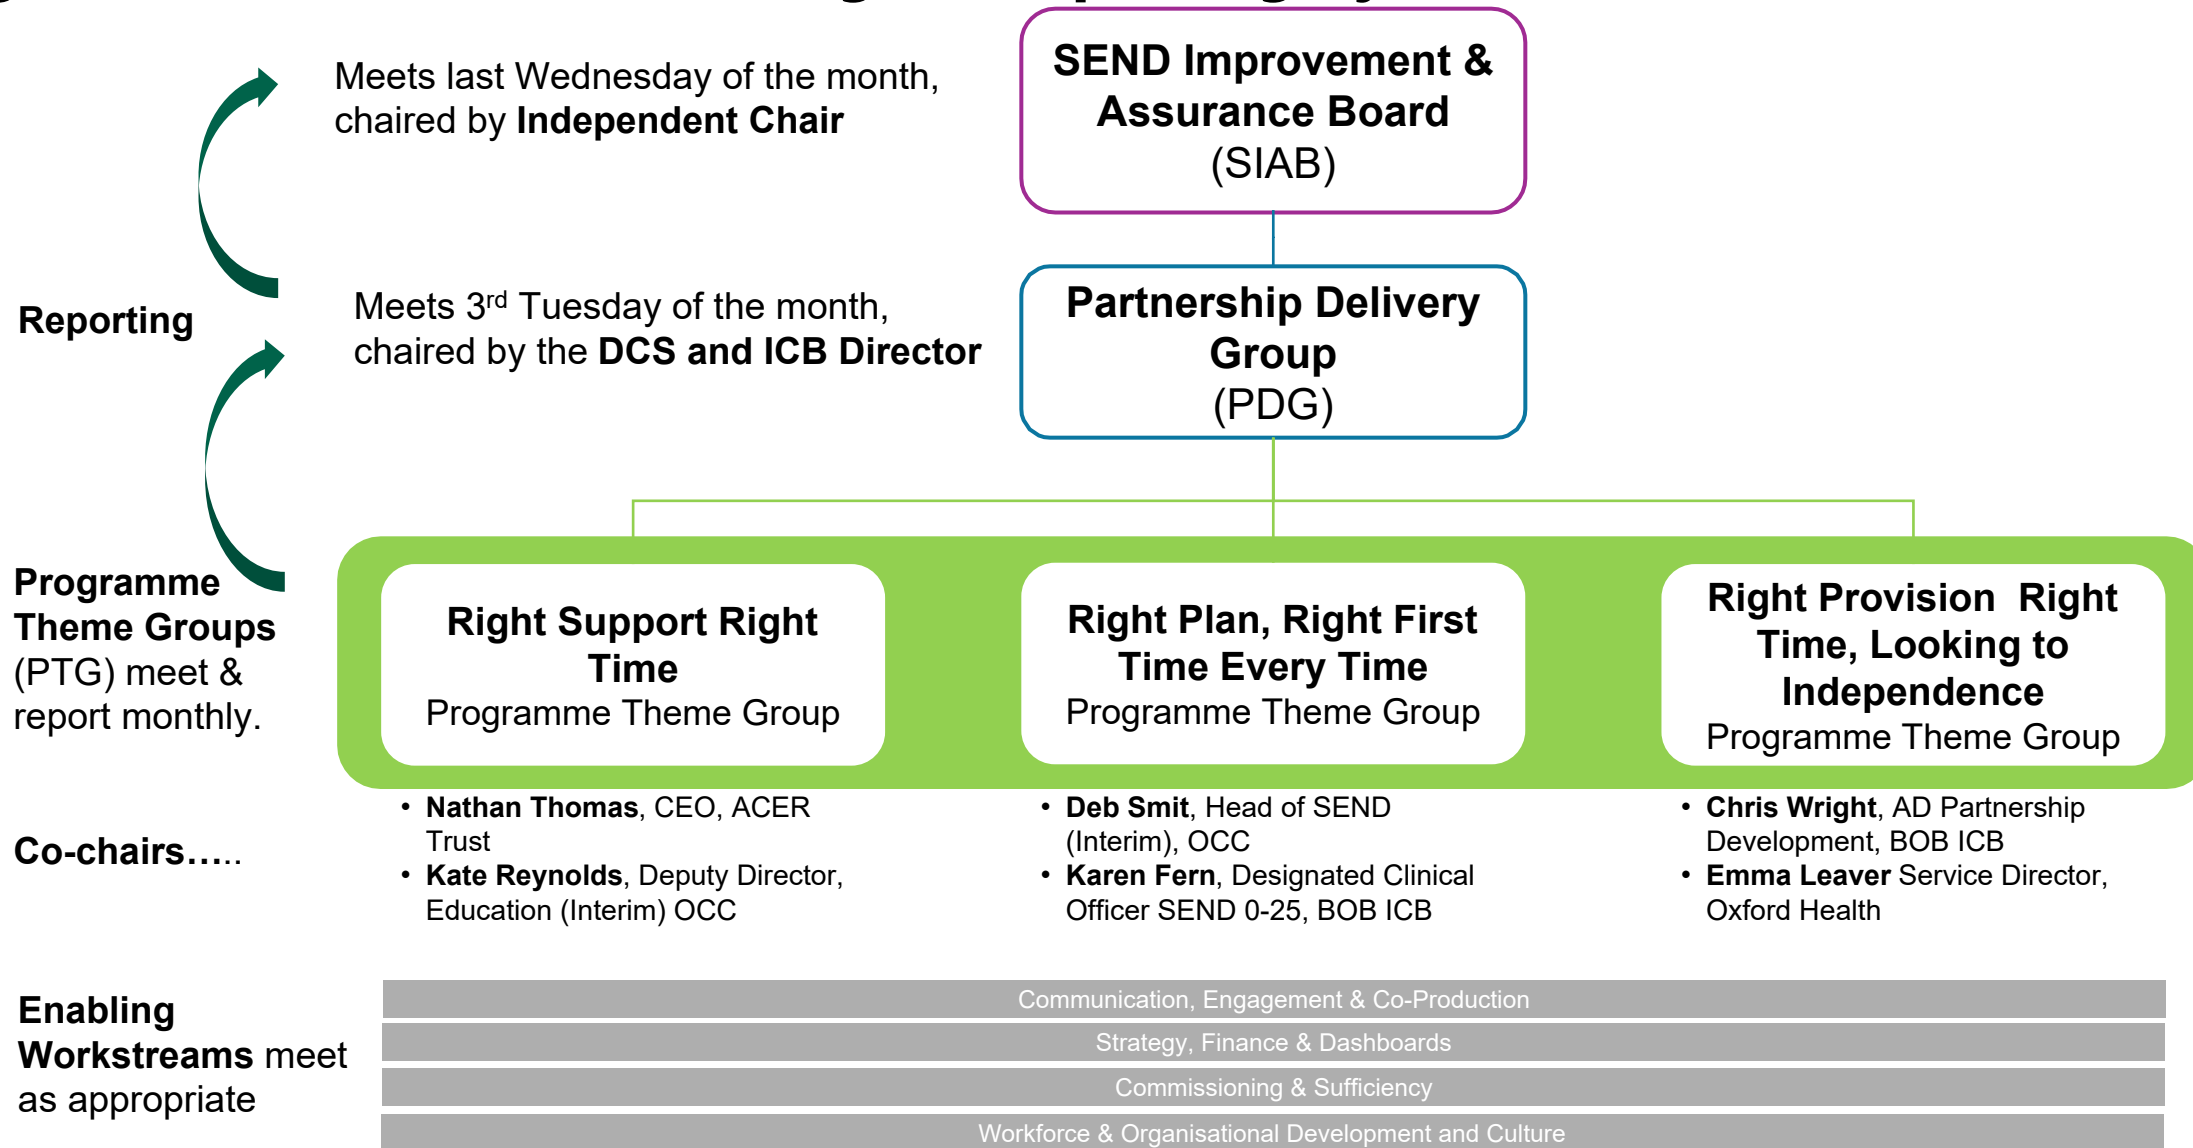 Meets last Wednesday of the month,
chaired by Independent Chair
SEND Improvement &
Assurance Board
(SIAB)
Reporting
Meets 3rd Tuesday of the month,
chaired by the DCS and ICB Director
Partnership Delivery
Group
(PDG)
Programme
Theme Groups
(PTG) meet &
report monthly.
Right Support Right
Time
Programme Theme Group
Right Plan, Right First
Time Every Time
Programme Theme Group
Right Provision  Right
Time, Looking to
Independence
Programme Theme Group
Co-chairs…..
• Nathan Thomas, CEO, ACER
Trust
• Kate Reynolds, Deputy Director,
Education (Interim) OCC
• Deb Smit, Head of SEND
(Interim), OCC
• Karen Fern, Designated Clinical
Officer SEND 0-25, BOB ICB
• Chris Wright, AD Partnership
Development, BOB ICB
• Emma Leaver Service Director,
Oxford Health
Enabling
Workstreams meet
as appropriate
Communication, Engagement & Co-Production
Strategy, Finance & Dashboards
Commissioning & Sufficiency
Workforce & Organisational Development and Culture